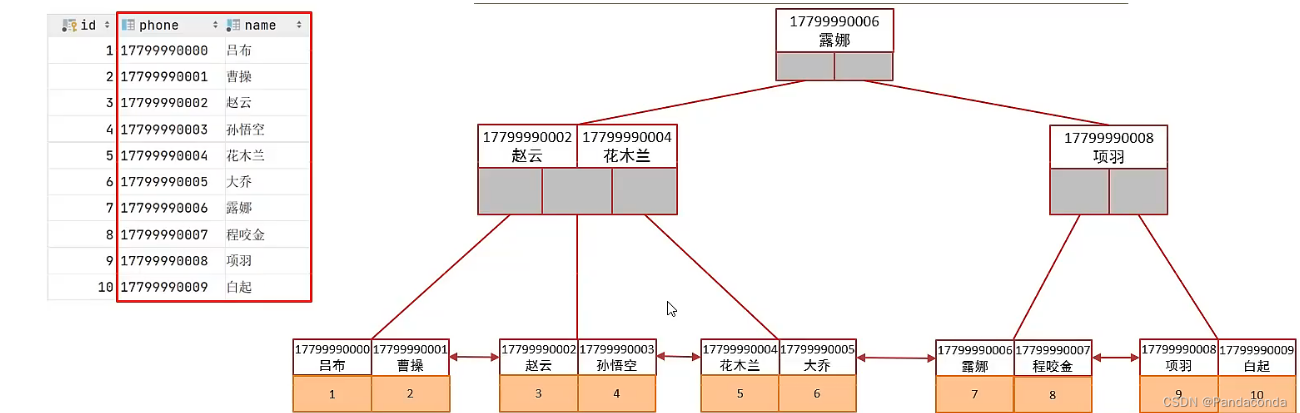 id phone name
1 17799990000 吕布
2 17799990001 曹操
3 17799990002 赵云
4 17799990003 孙悟空
5 17799990004 花木兰
6 17799990005 大乔
7 17799990006 露娜
8 17799990007 程咬金
9 17799990008 项羽
10 17799990009 白起
17799990006
露娜
17799990002 17799990004
赵云 花木兰
17799990008
项羽
17799990000 17799990001
吕布 曹操
1 2
17799990002 17799990003
赵云 孙悟空
3 4
17799990004 17799990005
花木兰 大乔
5 6
17799990006 17799990007
露娜 程咬金
7 8
17799990008 17799990009
项羽 白起
9 10
CSDN @Pandaconda